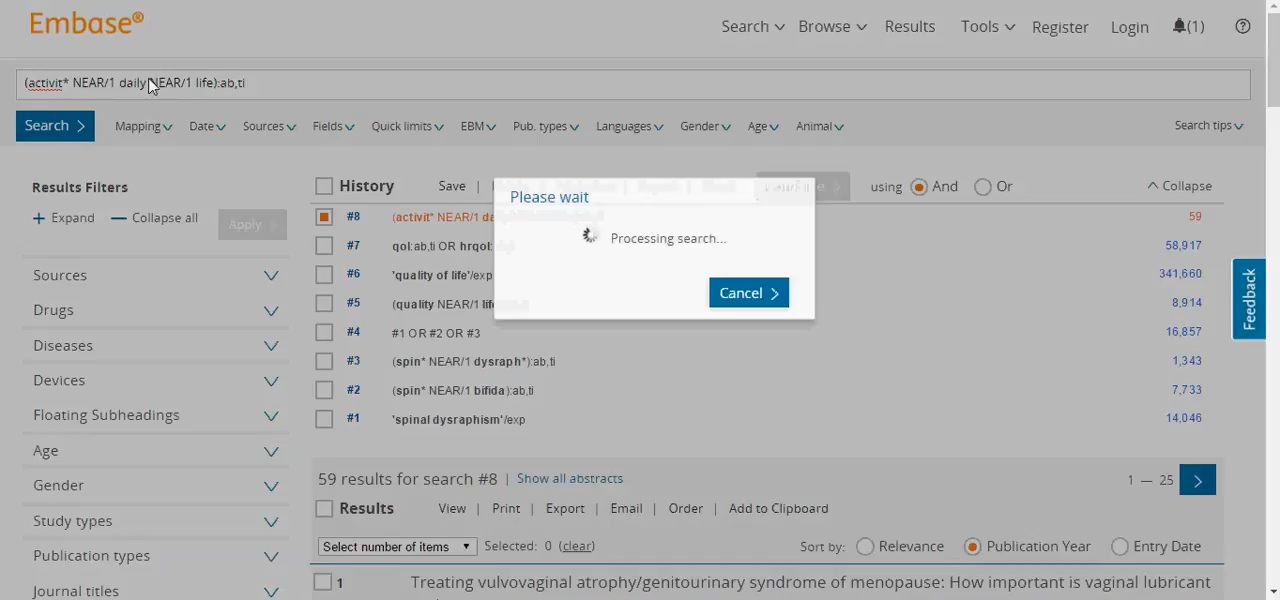 Embase®
Search Browse Results Tools Register Login (1)
(activit* NEAR/1 daily NEAR/1 life):ab,ti
Search > Mapping Date Sources Fields Quick limits EBM Pub. types Languages Gender Age Animal Search tips
Results Filters
+ Expand — Collapse all Apply >
Sources
Drugs
Diseases
Devices
Floating Subheadings
Age
Gender
Study types
Publication types
Journal titles
History Save | using And Or Collapse
#8 (activit* NEAR/1 da 59
#7 qol:ab,ti OR hrqol: 58,917
#6 'quality of life'/exp 341,660
#5 (quality NEAR/1 lif 8,914
#4 #1 OR #2 OR #3 16,857
#3 (spin* NEAR/1 dysraph*):ab,ti 1,343
#2 (spin* NEAR/1 bifida):ab,ti 7,733
#1 'spinal dysraphism'/exp 14,046
Please wait
Processing search...
Cancel >
59 results for search #8 | Show all abstracts 1 — 25 >
Results View | Print | Export | Email | Order | Add to Clipboard
Select number of items Selected: 0 (clear) Sort by: Relevance Publication Year Entry Date
1 Treating vulvovaginal atrophy/genitourinary syndrome of menopause: How important is vaginal lubricant
Feedback